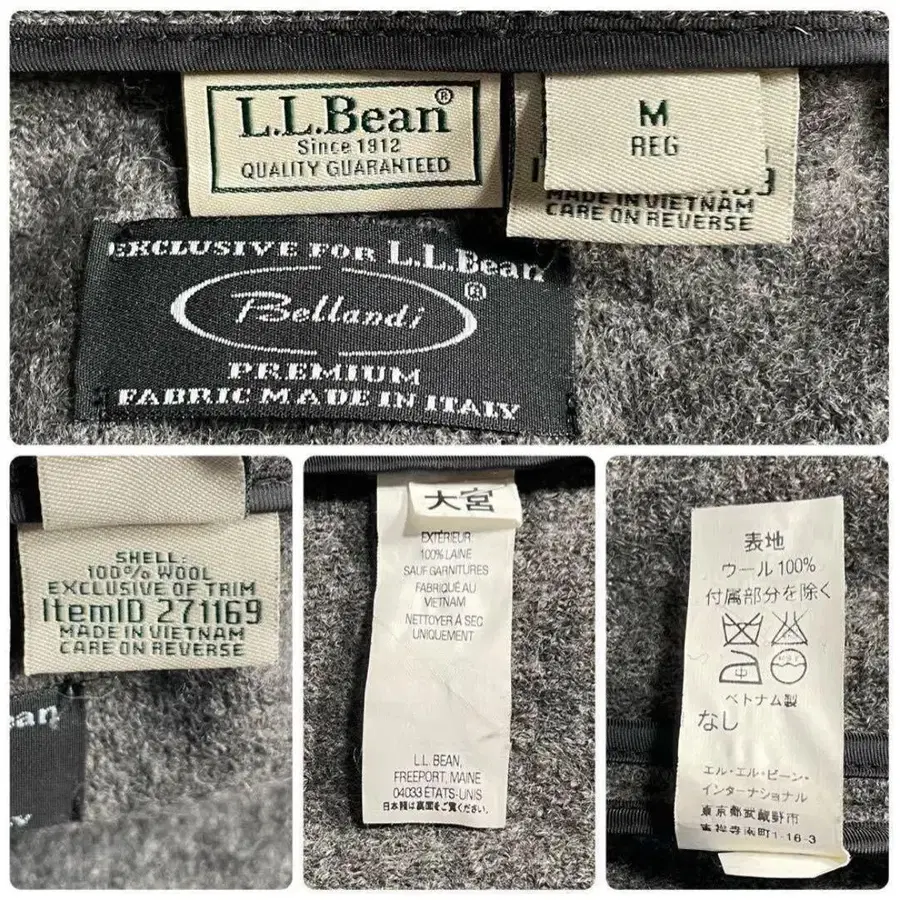 L.L.Bean®
Since 1912
QUALITY GUARANTEED
M
REG
MADE IN VIETNAM
CARE ON REVERSE
EXCLUSIVE FOR L.L.Bean
Bellandi®
PREMIUM
FABRIC MADE IN ITALY
SHELL:
100% WOOL
EXCLUSIVE OF TRIM
ItemID 271169
MADE IN VIETNAM
CARE ON REVERSE
ean
大宮
EXTÉRIEUR:
100% LAINE
SAUF GARNITURES
FABRIQUÉ AU
VIETNAM
NETTOYER À SEC
UNIQUEMENT
L.L. BEAN,
FREEPORT, MAINE
04033 ÉTATS-UNIS
日本語は裏面をご覧ください。
表地
ウール100%
付属部分を除く
ベトナム製
なし
エル・エル・ビーン・
インターナショナル
東京都武蔵野市
1-16-3